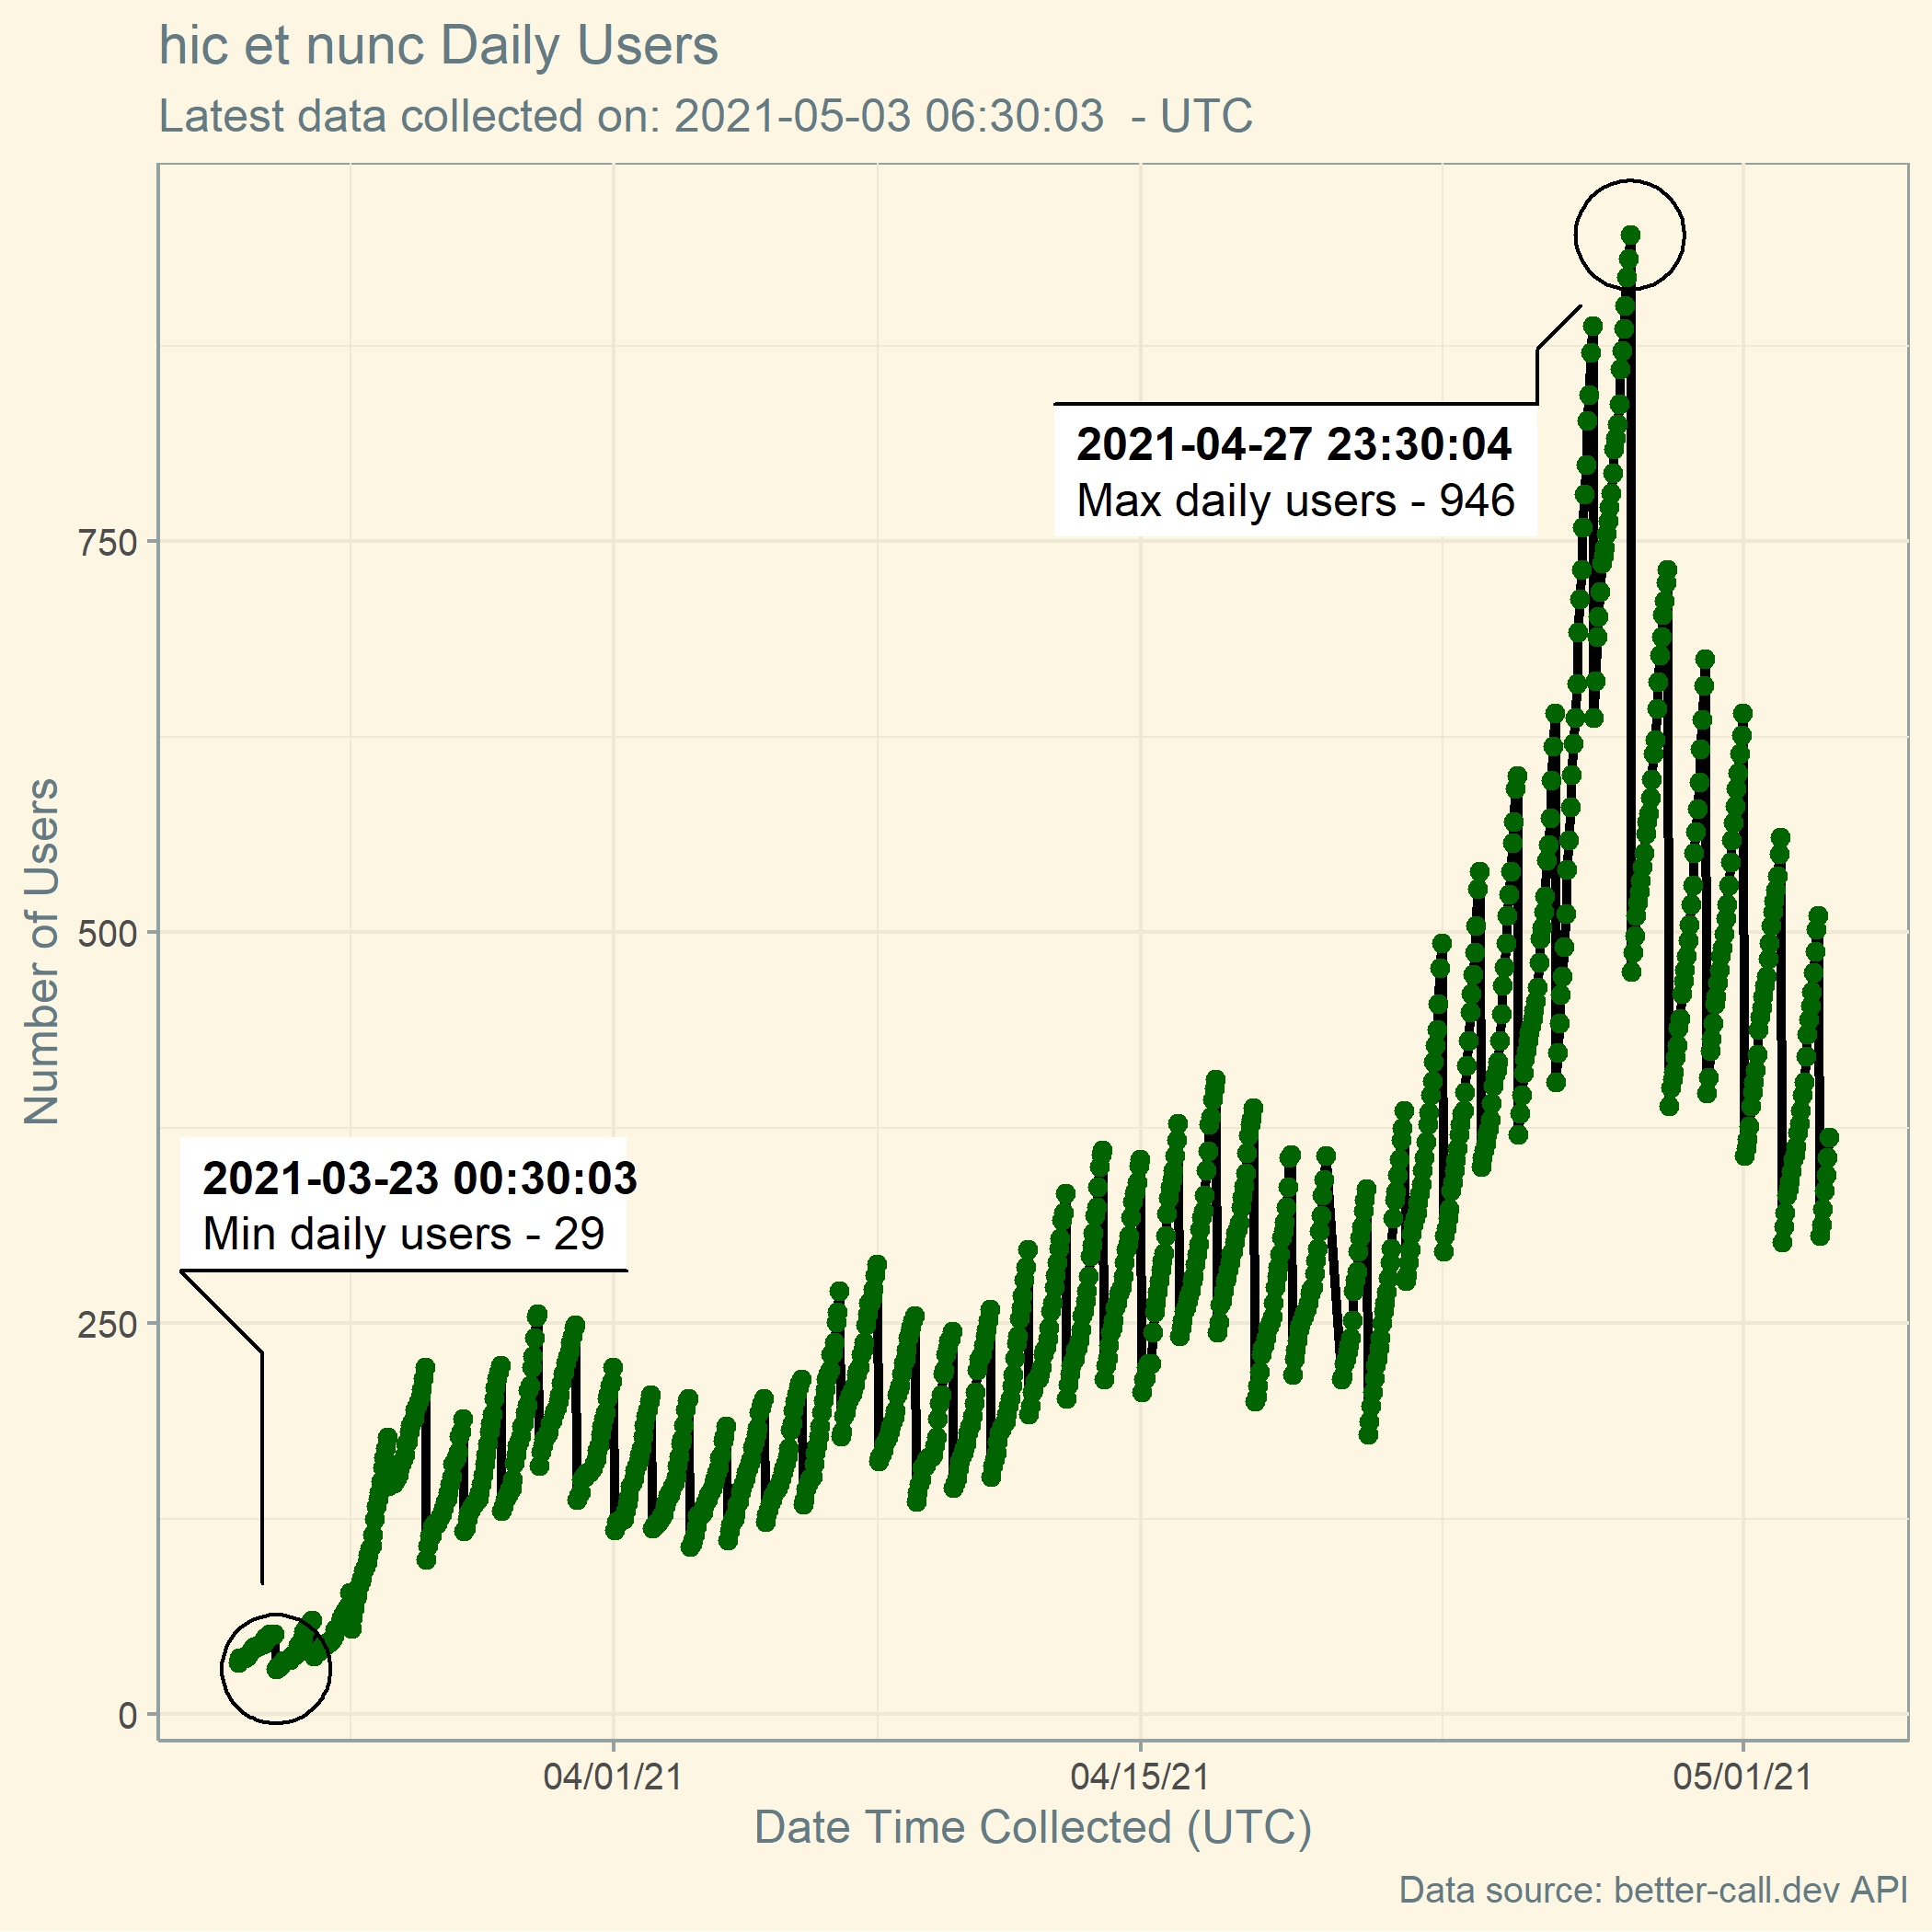 hic et nunc Daily Users
Latest data collected on: 2021-05-03 06:30:03  - UTC
2021-04-27 23:30:04
Max daily users - 946
750
500
250
0
Number of Users
2021-03-23 00:30:03
Min daily users - 29
04/01/21
04/15/21
05/01/21
Date Time Collected (UTC)
Data source: better-call.dev API